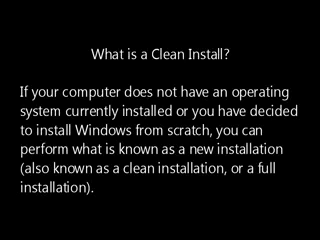 What is a Clean Install?
If your computer does not have an operating
system currently installed or you have decided
to install Windows from scratch, you can
perform what is known as a new installation
(also known as a clean installation, or a full
installation).